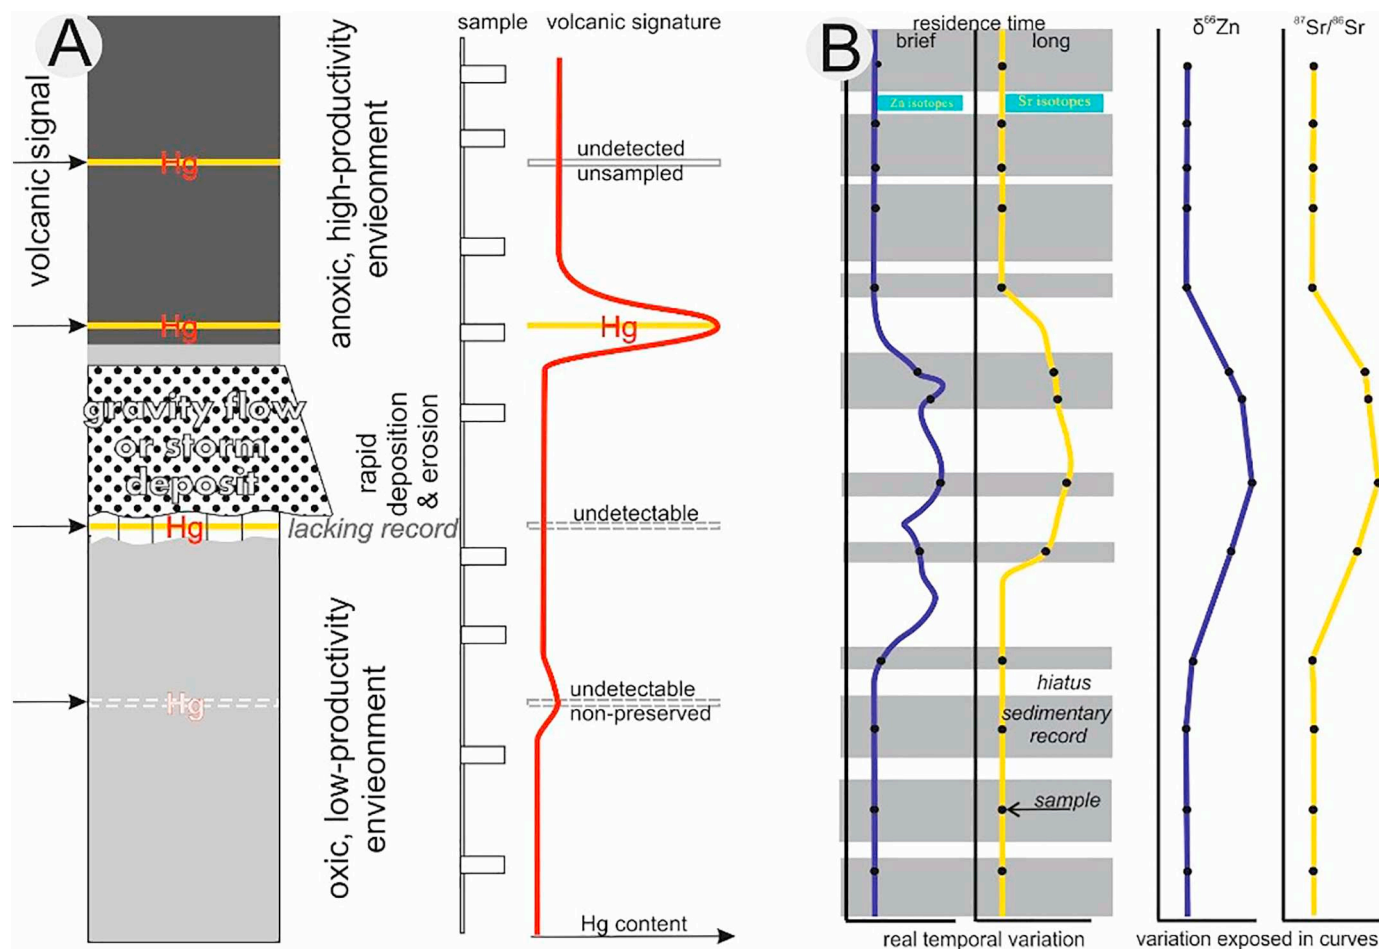 A
volcanic signal
Hg
Hg
gravity flow
or storm
deposit
Hg
lacking record
Hg
anoxic, high-productivity
envieonment
rapid
deposition
& erosion
oxic, low-productivity
envieonment
sample
volcanic signature
undetected
unsampled
Hg
undetectable
undetectable
non-preserved
Hg content
B
residence time
brief
long
Zn isotopes
Sr isotopes
hiatus
sedimentary
record
sample
real temporal variation
δ⁶⁶Zn
⁸⁷Sr/⁸⁶Sr
variation exposed in curves